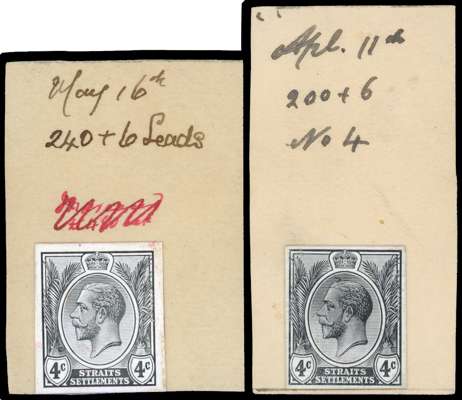 May 16th
240 + 6 Leads
4c 4c
STRAITS
SETTLEMENTS
Apl. 11th
200 + 6
No 4
4c 4c
STRAITS
SETTLEMENTS